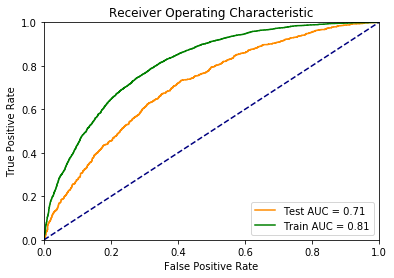 Receiver Operating Characteristic
True Positive Rate
1.0
0.8
0.6
0.4
0.2
0.0
Test AUC = 0.71
Train AUC = 0.81
0.0 0.2 0.4 0.6 0.8 1.0
False Positive Rate